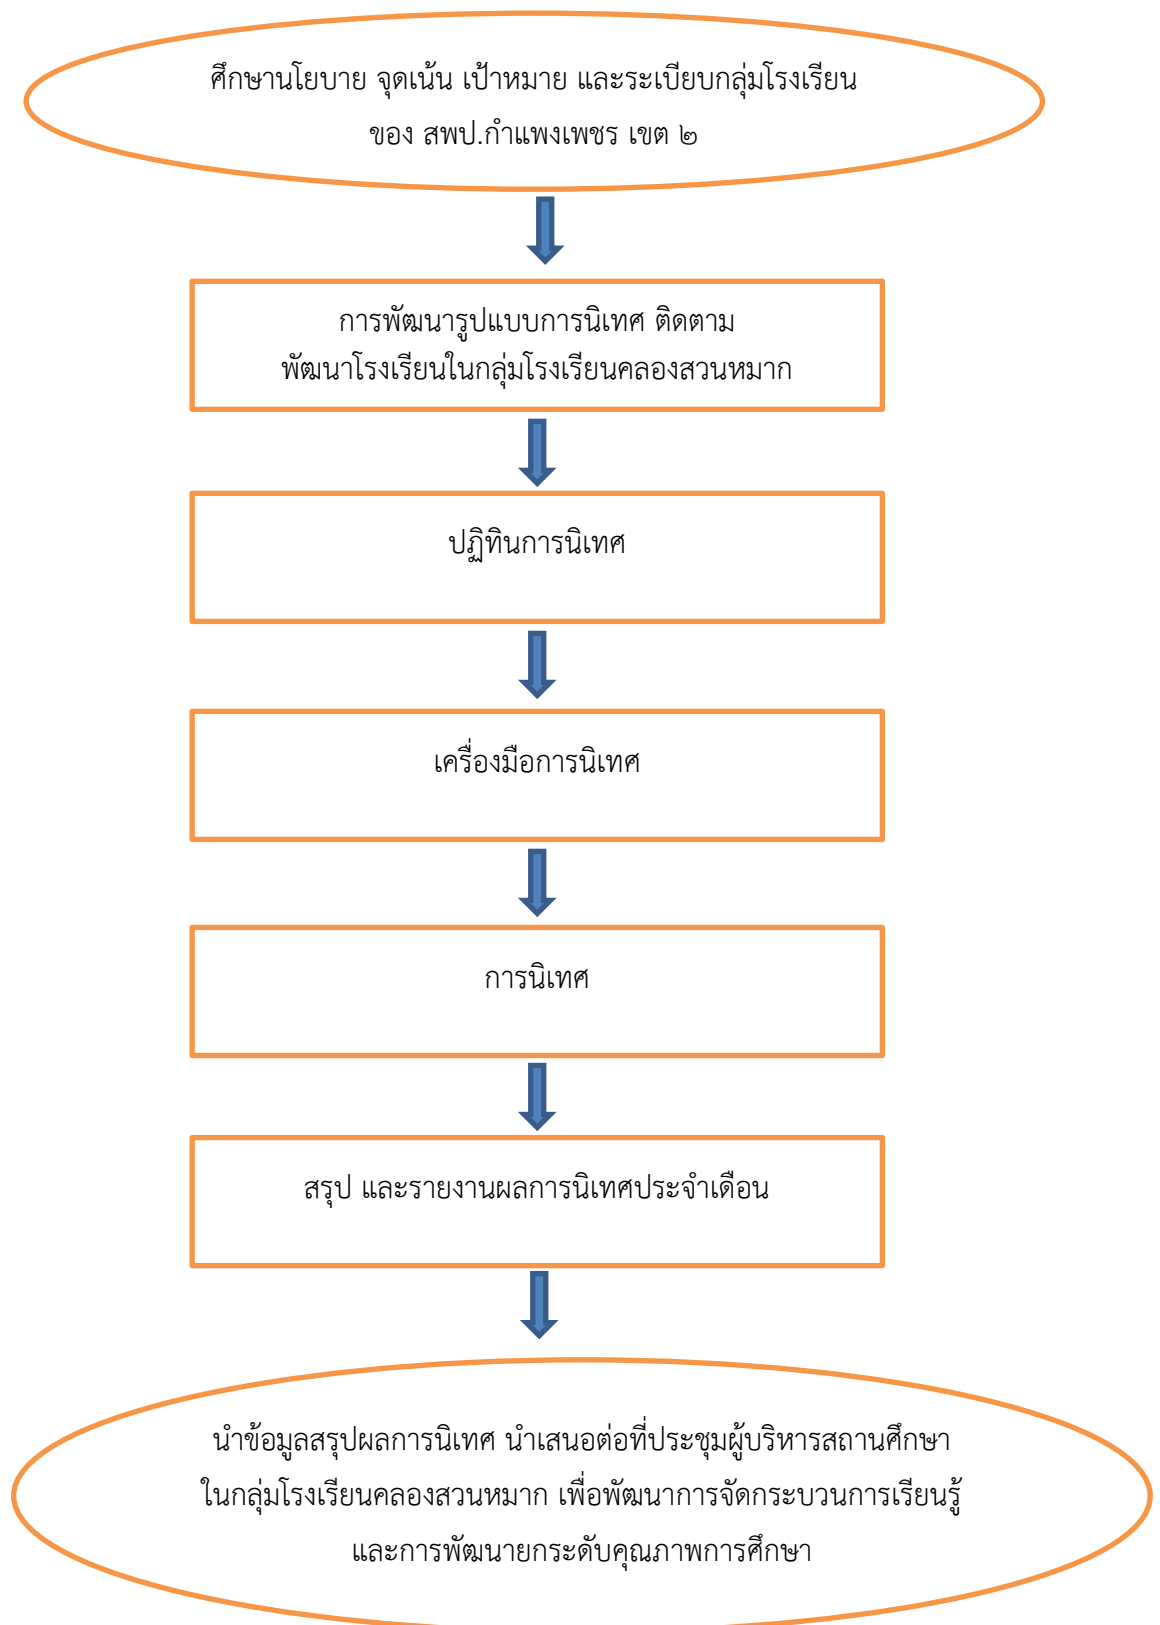 ศึกษานโยบาย จุดเน้น เป้าหมาย และระเบียบกลุ่มโรงเรียน
ของ สพป.กำแพงเพชร เขต ๒
การพัฒนารูปแบบการนิเทศ ติดตาม
พัฒนาโรงเรียนในกลุ่มโรงเรียนคลองสวนหมาก
ปฏิทินการนิเทศ
เครื่องมือการนิเทศ
การนิเทศ
สรุป และรายงานผลการนิเทศประจำเดือน
นำข้อมูลสรุปผลการนิเทศ นำเสนอต่อที่ประชุมผู้บริหารสถานศึกษา
ในกลุ่มโรงเรียนคลองสวนหมาก เพื่อพัฒนาการจัดกระบวนการเรียนรู้
และการพัฒนายกระดับคุณภาพการศึกษา